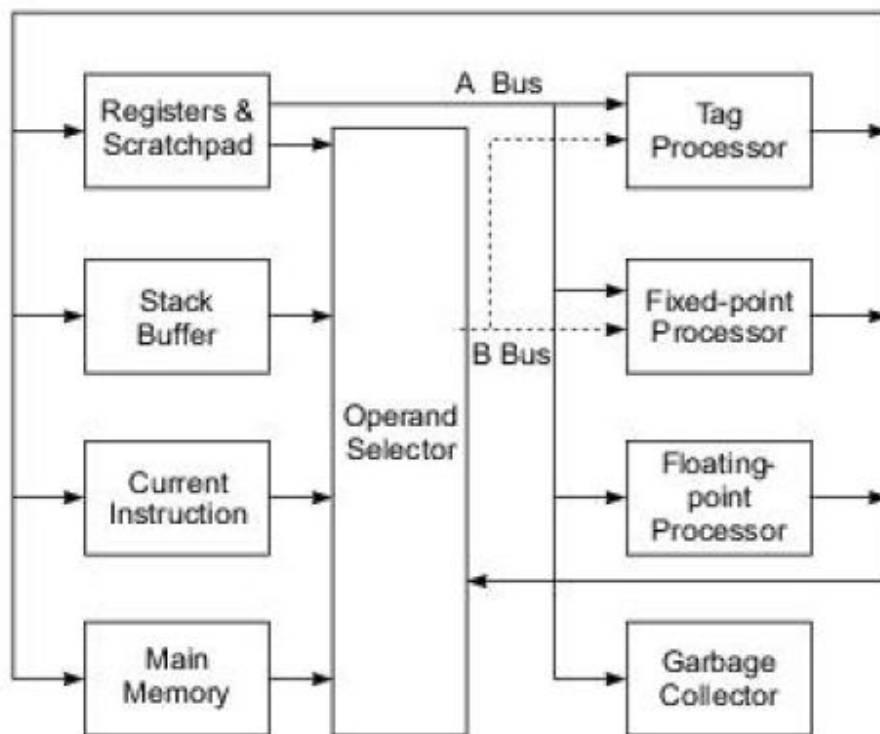 A Bus
Registers &
Scratchpad
Tag
Processor
Stack
Buffer
Fixed-point
Processor
B Bus
Operand
Selector
Current
Instruction
Floating-
point
Processor
Main
Memory
Garbage
Collector